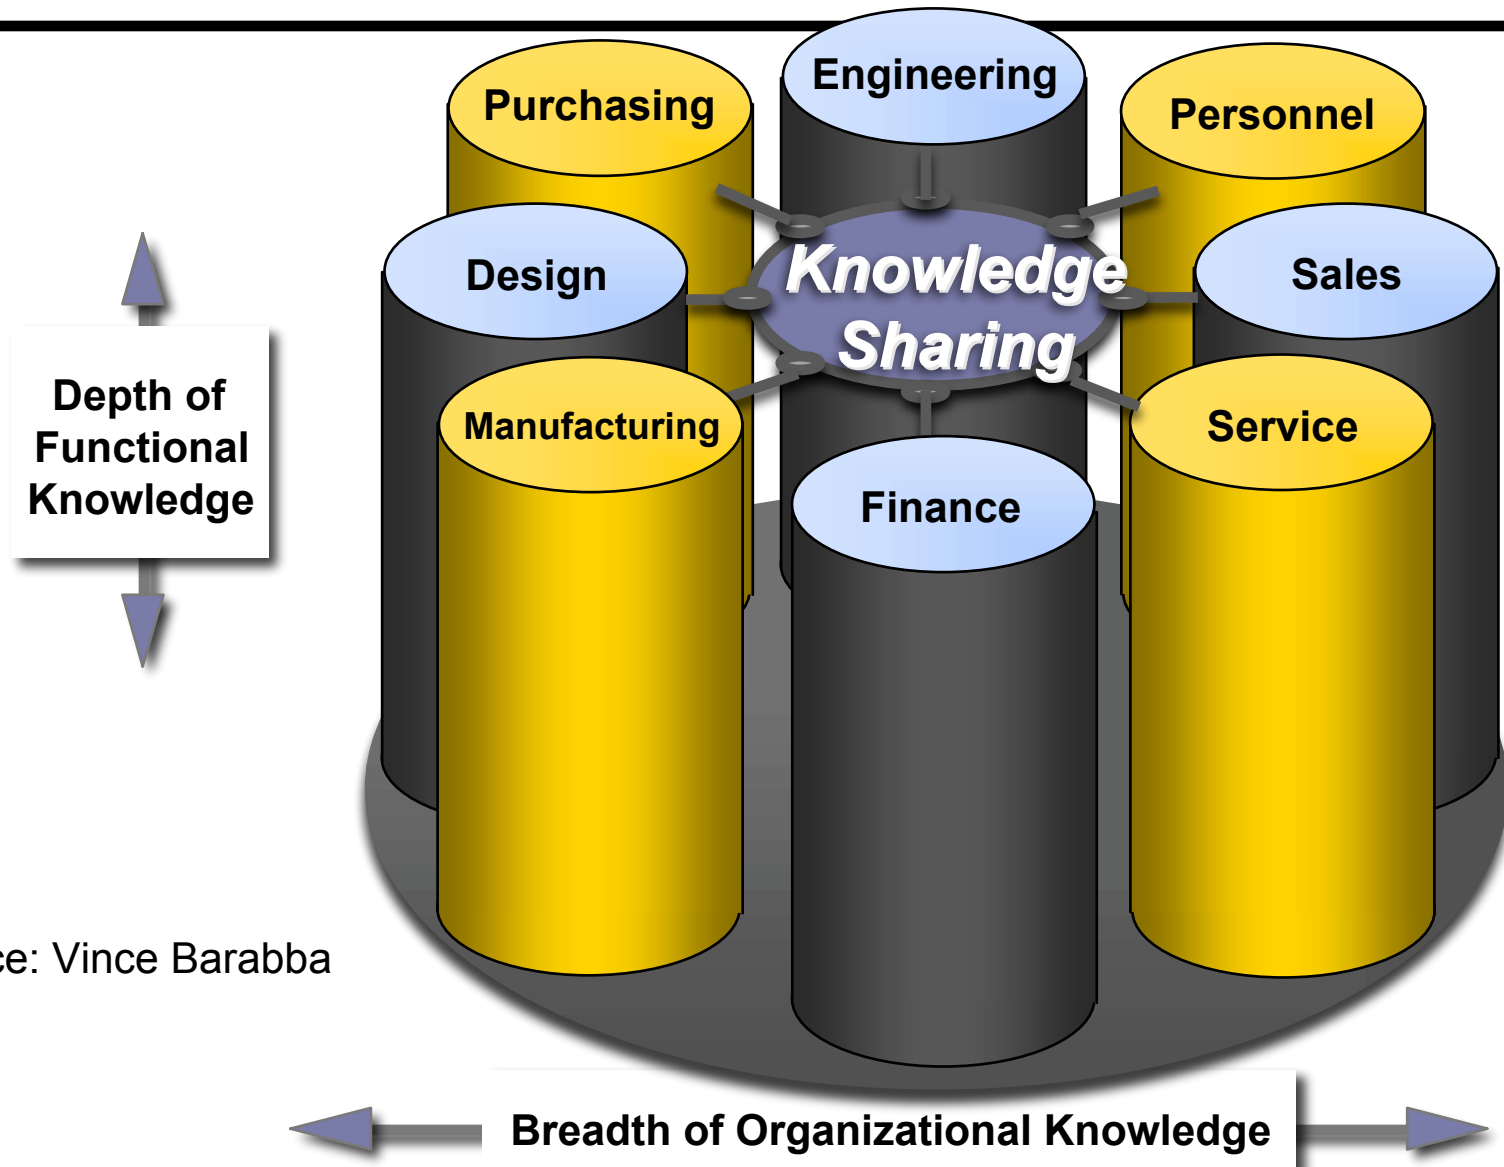 Engineering
Purchasing
Personnel
Knowledge
Sharing
Design
Sales
Depth of
Functional
Knowledge
Manufacturing
Service
Finance
: Vince Barabba
Breadth of Organizational Knowledge